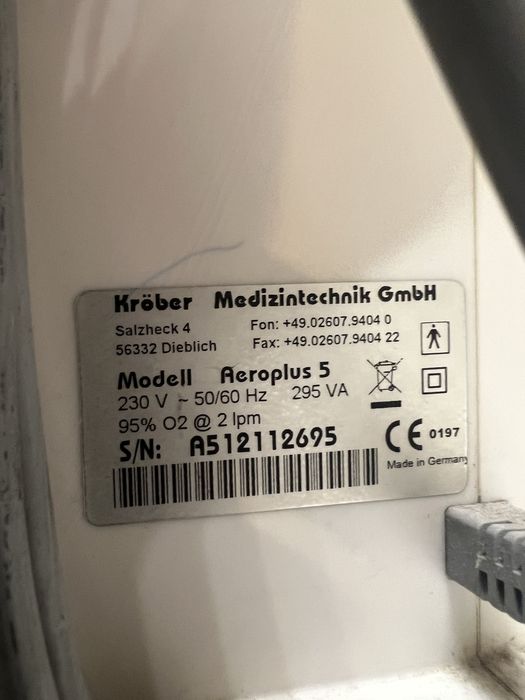 Kröber Medizintechnik GmbH
Salzheck 4 Fon: +49.02607.9404 0
56332 Dieblich Fax: +49.02607.9404 22
Modell Aeroplus 5
230 V ~ 50/60 Hz 295 VA
95% O2 @ 2 lpm
S/N: A512112695
CE 0197
Made in Germany